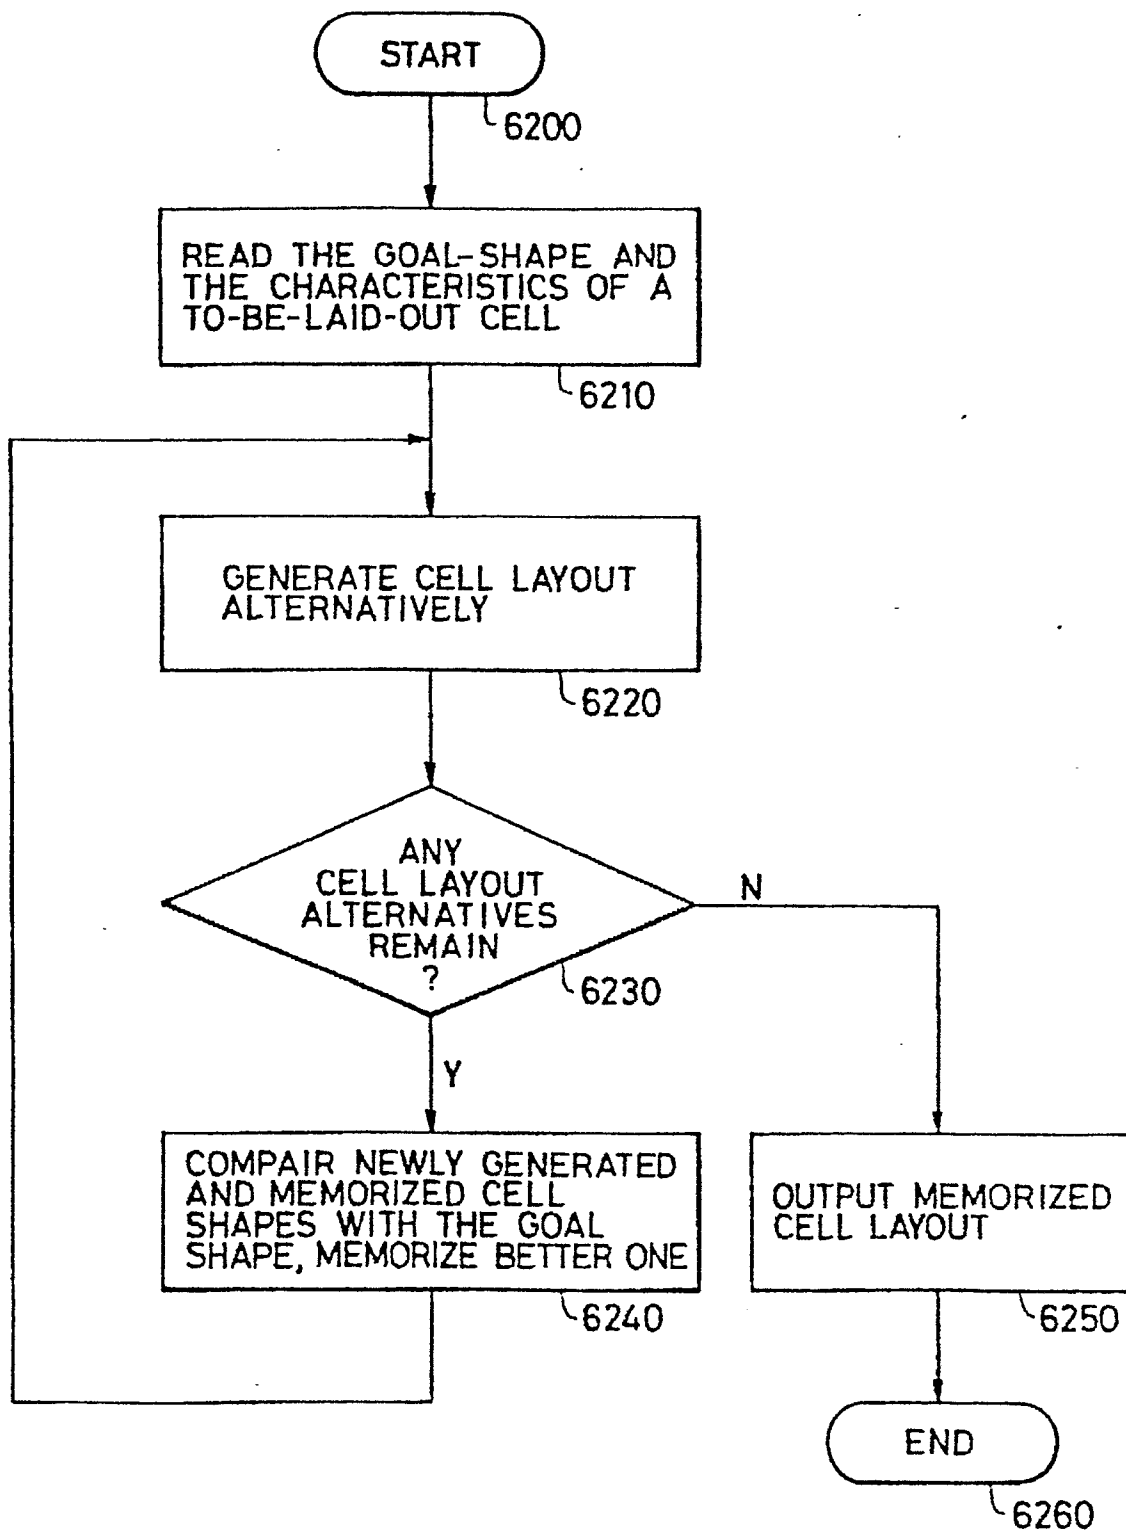 START
6200
READ THE GOAL-SHAPE AND
THE CHARACTERISTICS OF A
TO-BE-LAID-OUT CELL
6210
GENERATE CELL LAYOUT
ALTERNATIVELY
6220
ANY
CELL LAYOUT
ALTERNATIVES
REMAIN
?
6230
N
Y
COMPAIR NEWLY GENERATED
AND MEMORIZED CELL
SHAPES WITH THE GOAL
SHAPE, MEMORIZE BETTER ONE
6240
OUTPUT MEMORIZED
CELL LAYOUT
6250
END
6260